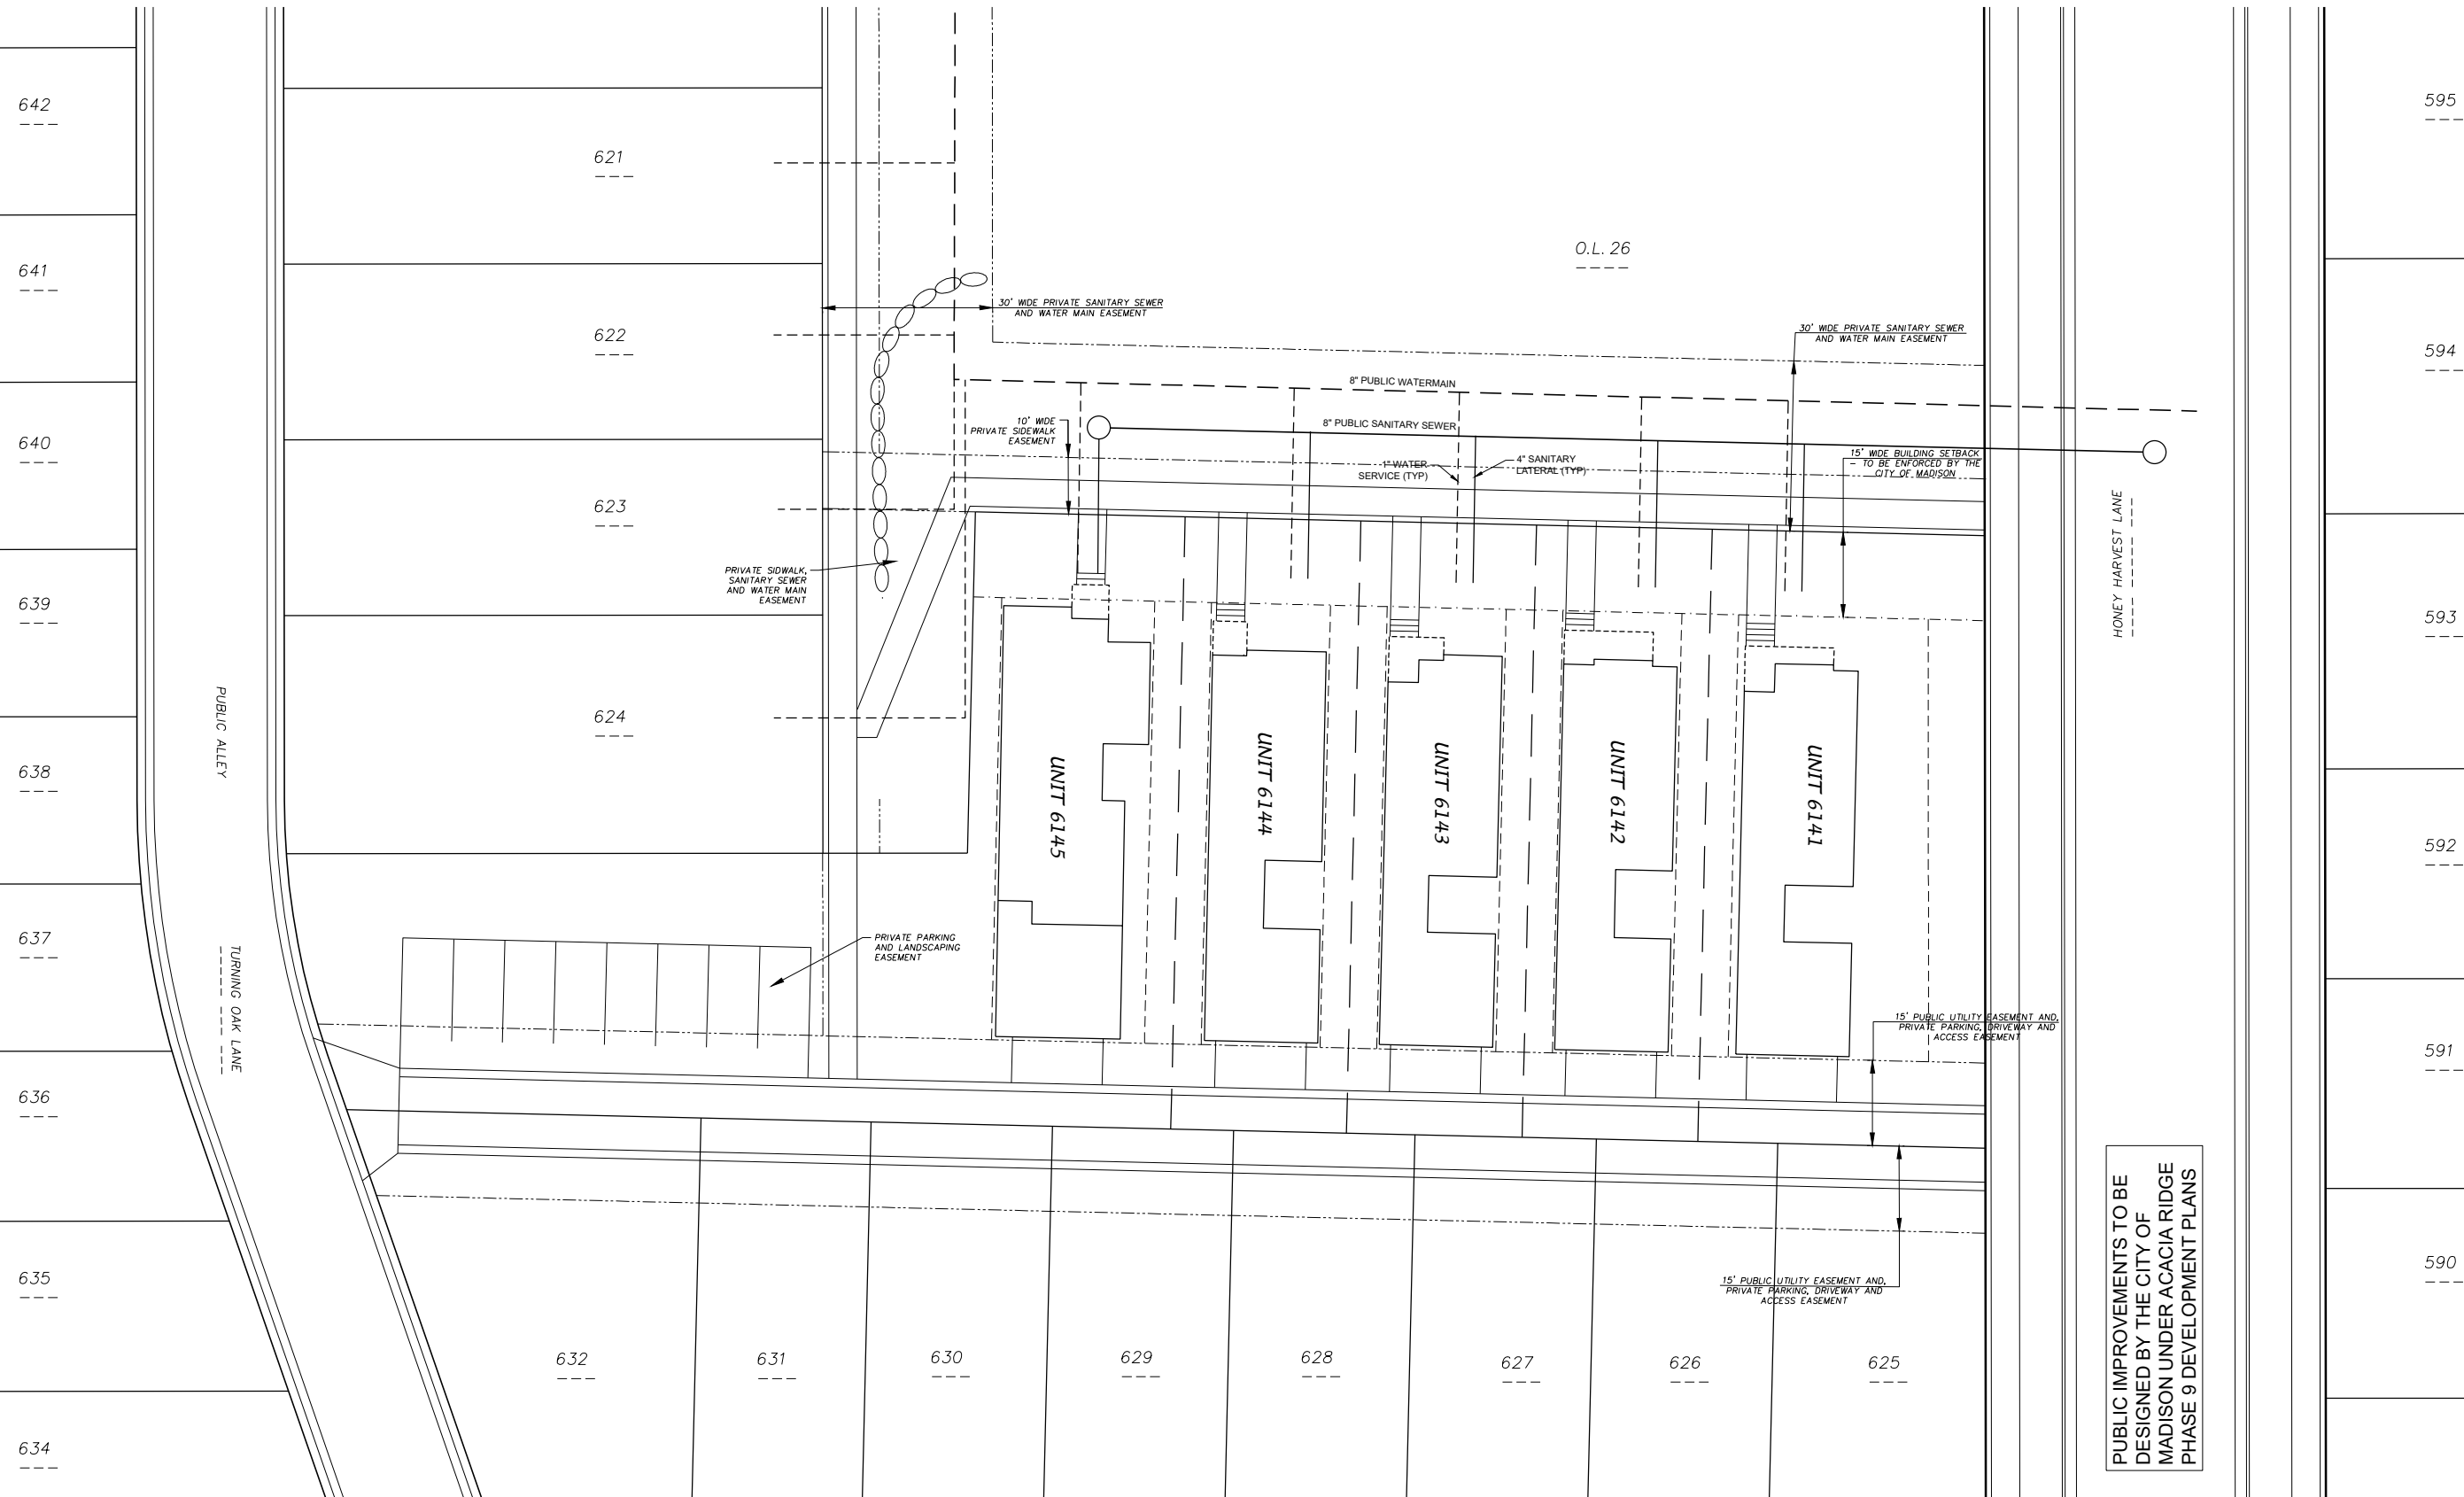 642
641
640
639
638
637
636
635
634
621
622
623
624
PUBLIC ALLEY
TURNING OAK LANE
O.L. 26
30' WIDE PRIVATE SANITARY SEWER
AND WATER MAIN EASEMENT
30' WIDE PRIVATE SANITARY SEWER
AND WATER MAIN EASEMENT
8" PUBLIC WATERMAIN
8" PUBLIC SANITARY SEWER
10' WIDE
PRIVATE SIDEWALK
EASEMENT
1" WATER
SERVICE (TYP)
4" SANITARY
LATERAL (TYP)
15' WIDE BUILDING SETBACK
- TO BE ENFORCED BY THE
CITY OF MADISON
PRIVATE SIDWALK,
SANITARY SEWER
AND WATER MAIN
EASEMENT
UNIT 6145
UNIT 6144
UNIT 6143
UNIT 6142
UNIT 6141
PRIVATE PARKING
AND LANDSCAPING
EASEMENT
15' PUBLIC UTILITY EASEMENT AND,
PRIVATE PARKING, DRIVEWAY AND
ACCESS EASEMENT
15' PUBLIC UTILITY EASEMENT AND,
PRIVATE PARKING, DRIVEWAY AND
ACCESS EASEMENT
632
631
630
629
628
627
626
625
HONEY HARVEST LANE
PUBLIC IMPROVEMENTS TO BE
DESIGNED BY THE CITY OF
MADISON UNDER ACACIA RIDGE
PHASE 9 DEVELOPMENT PLANS
595
594
593
592
591
590